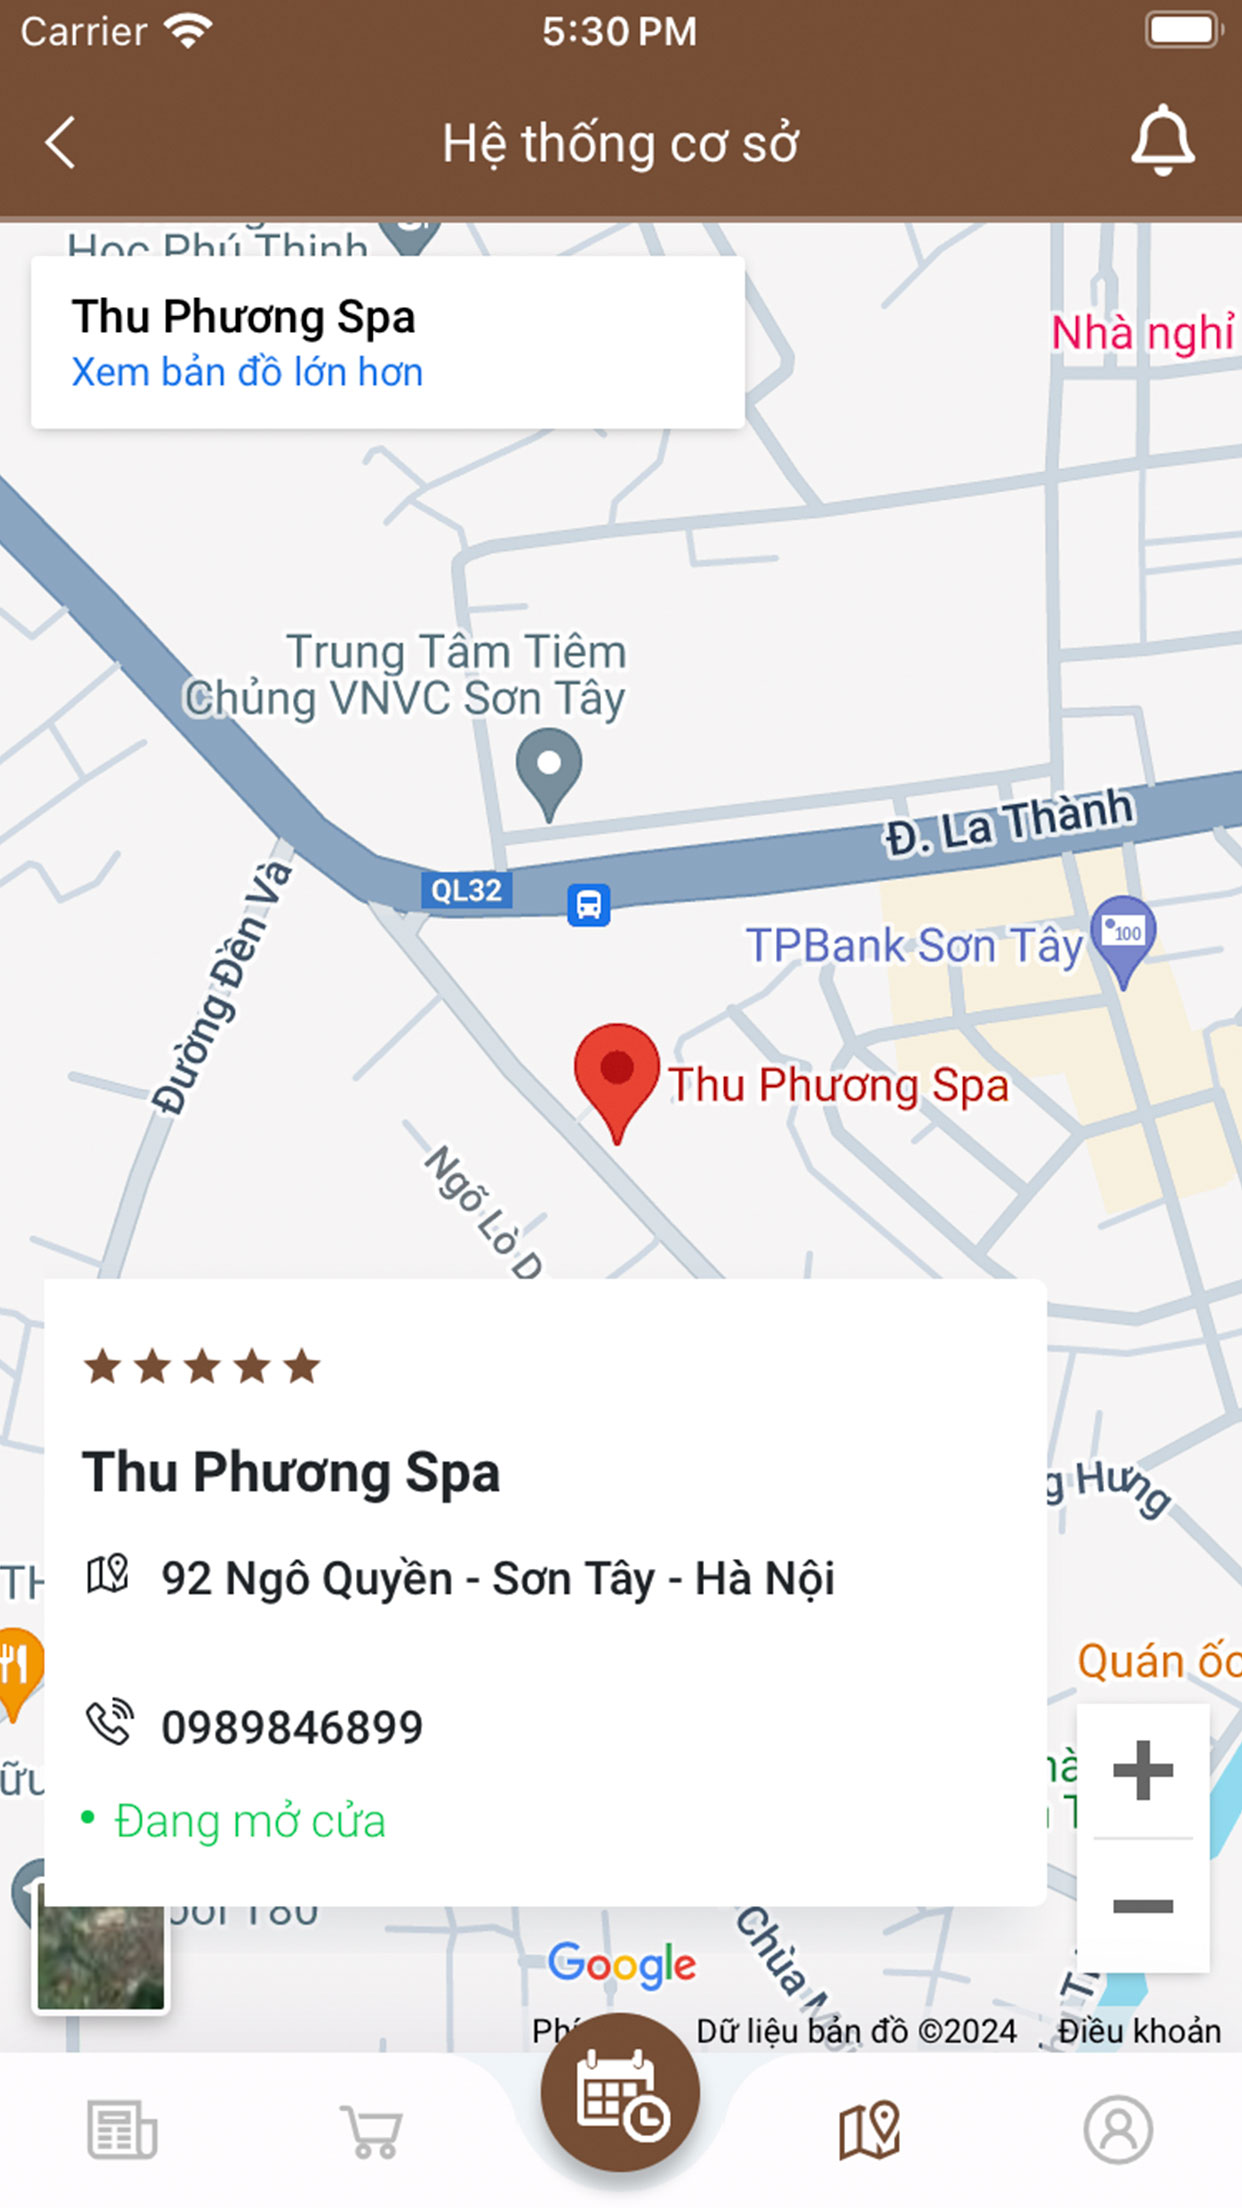 Carrier
5:30 PM
Hệ thống cơ sở
Học Phú Thịnh
Thu Phương Spa
Xem bản đồ lớn hơn
Nhà nghỉ
Trung Tâm Tiêm
Chủng VNVC Sơn Tây
Đ. La Thành
QL32
Đường Đền Và
TPBank Sơn Tây
100
Thu Phương Spa
Ngõ Lò D
Thu Phương Spa
g Hưng
92 Ngô Quyền - Sơn Tây - Hà Nội
TH
Quán ốc
0989846899
ữu
Đang mở cửa
T80
Google
Chùa
Dữ liệu bản đồ ©2024
Điều khoản